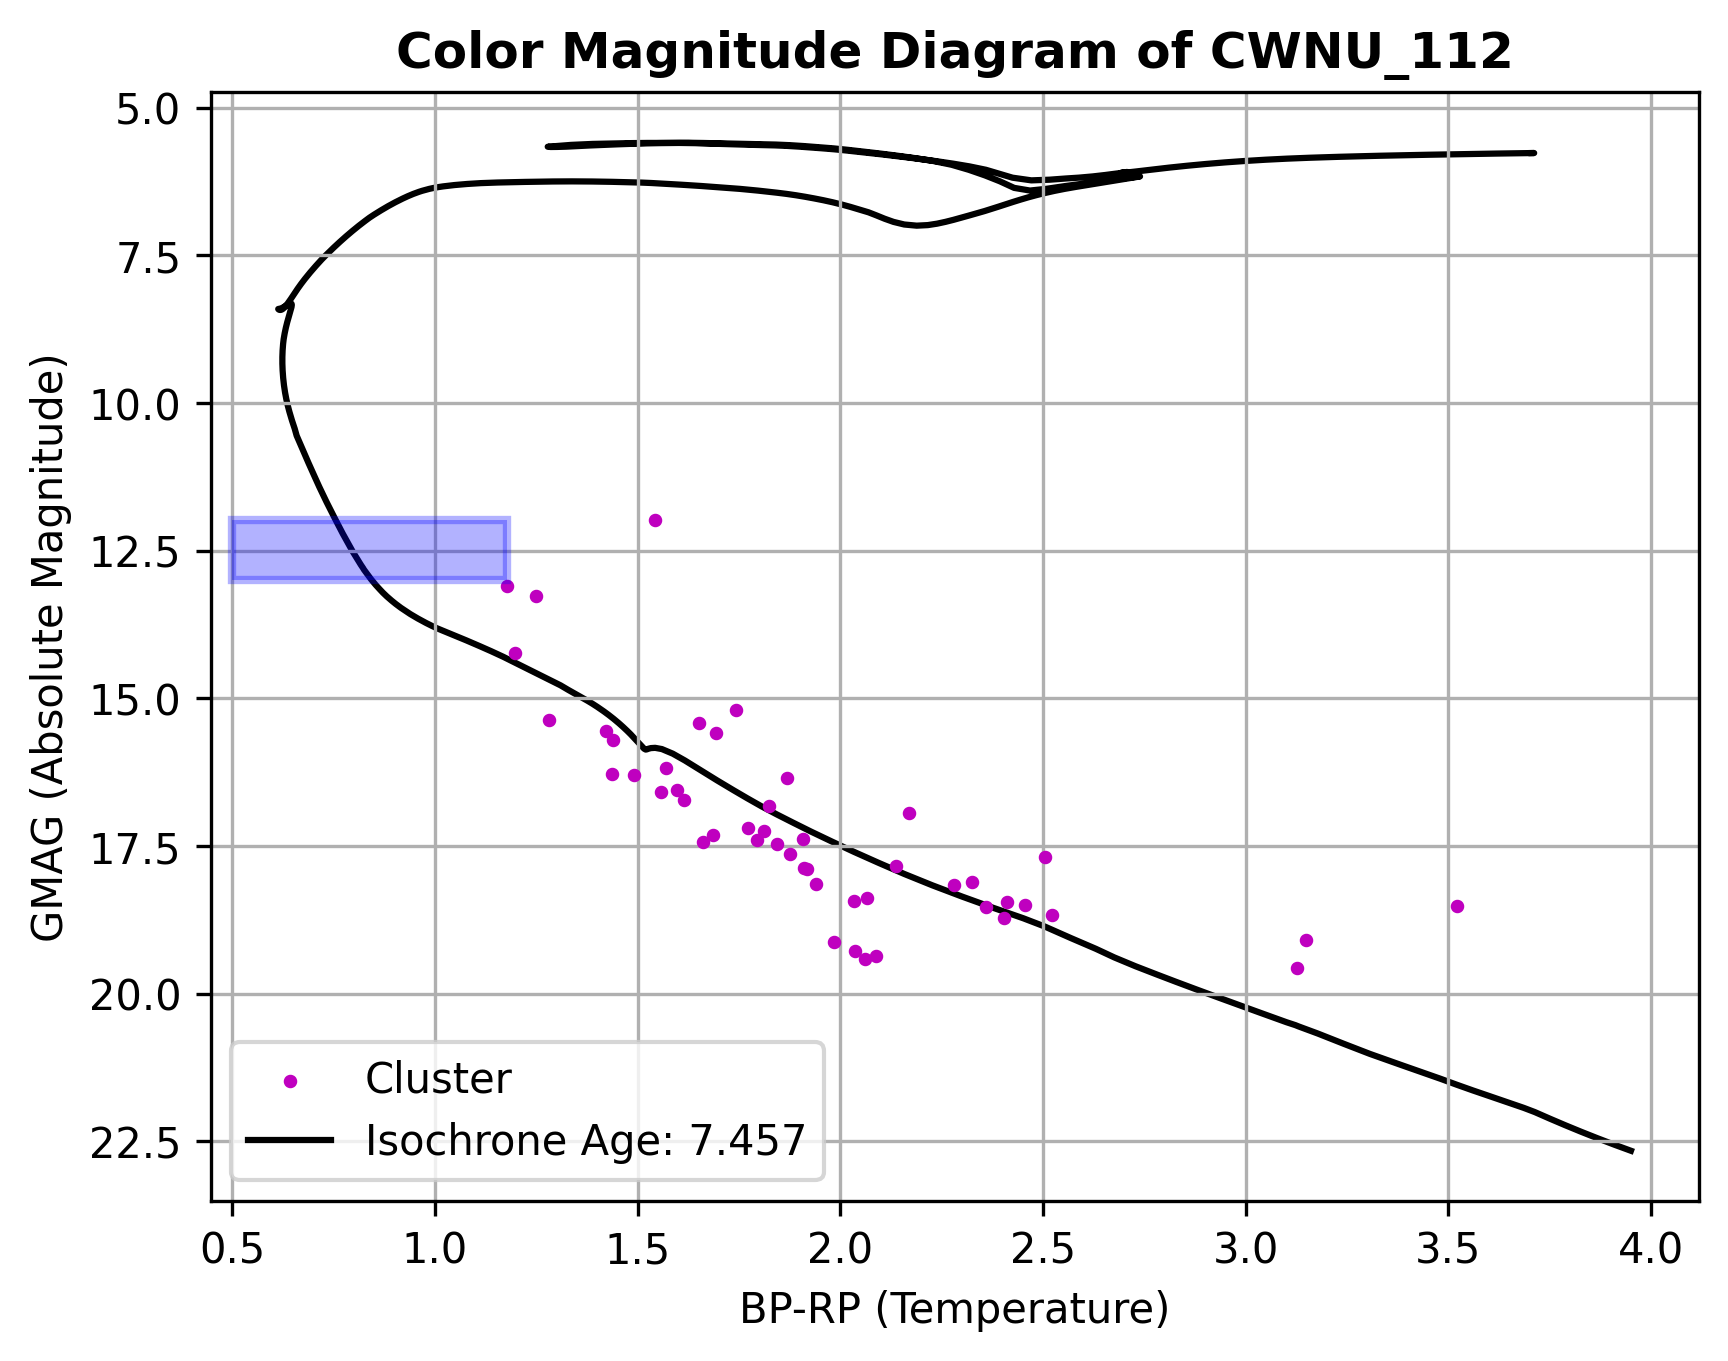 Color Magnitude Diagram of CWNU_112
GMAG (Absolute Magnitude)
5.0
7.5
10.0
12.5
15.0
17.5
20.0
22.5
Cluster
Isochrone Age: 7.457
0.5 1.0 1.5 2.0 2.5 3.0 3.5 4.0
BP-RP (Temperature)